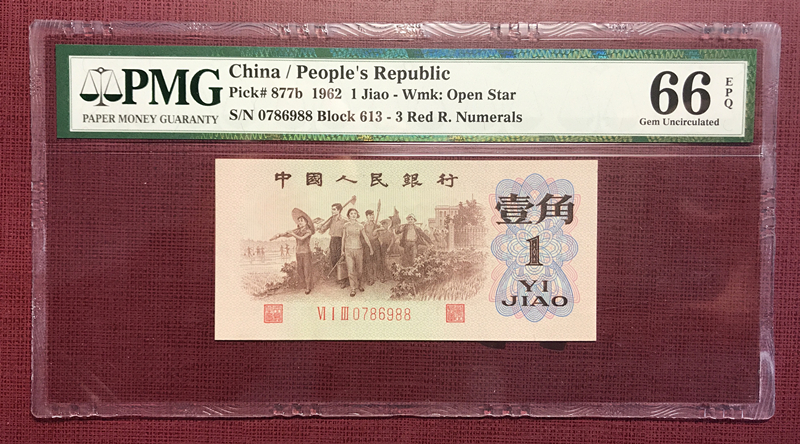 PMG
PAPER MONEY GUARANTY
China / People's Republic
Pick# 877b 1962 1 Jiao - Wmk: Open Star
S/N 0786988 Block 613 - 3 Red R. Numerals
66 EPQ
Gem Uncirculated
中國人民銀行
壹角
1
YI
JIAO
VI I III 0786988